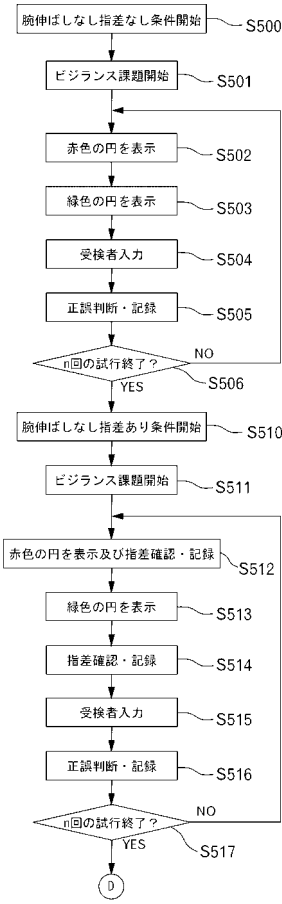 腕伸ばしなし指差なし条件開始 S500
ビジランス課題開始 S501
赤色の円を表示 S502
緑色の円を表示 S503
受検者入力 S504
正誤判断・記録 S505
n回の試行終了？ NO S506
YES
腕伸ばしなし指差あり条件開始 S510
ビジランス課題開始 S511
赤色の円を表示及び指差確認・記録 S512
緑色の円を表示 S513
指差確認・記録 S514
受検者入力 S515
正誤判断・記録 S516
n回の試行終了？ NO S517
YES
D